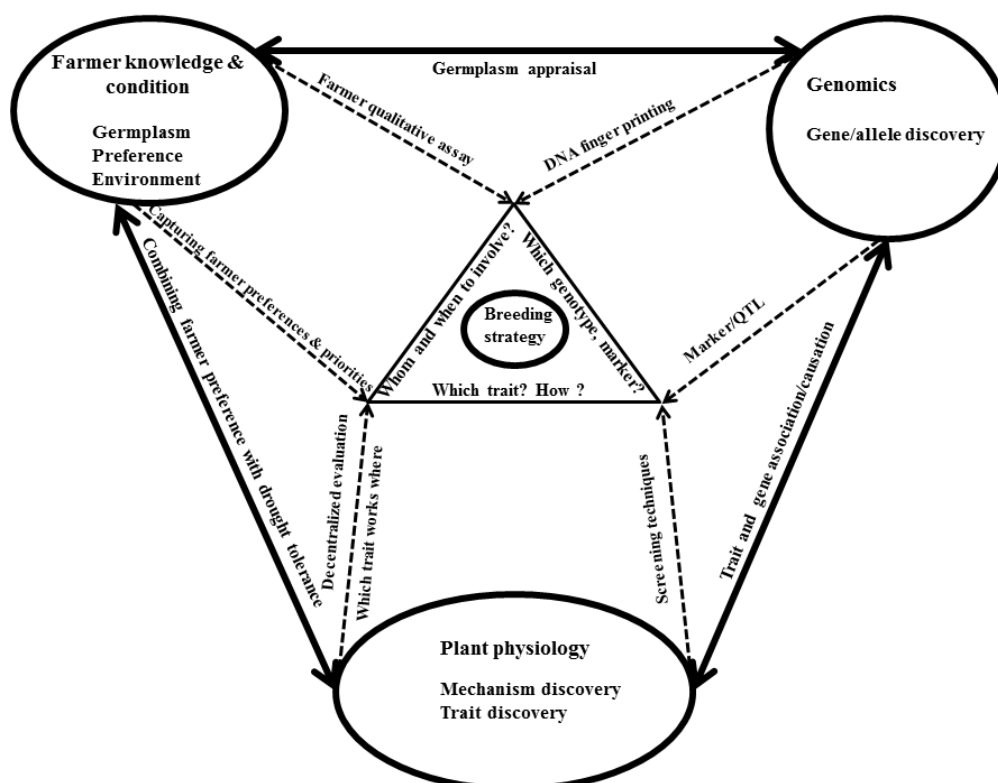 Farmer knowledge &
condition
Germplasm
Preference
Environment
Germplasm appraisal
Genomics
Gene/allele discovery
Farmer qualitative assay
DNA finger printing
Capturing farmer preferences & priorities
Whom and when to involve?
Which genotype, marker?
Breeding
strategy
Which trait? How ?
Marker/QTL
Combining farmer preference with drought tolerance
Decentralized evaluation
Which trait works where
Screening techniques
Trait and gene association/causation
Plant physiology
Mechanism discovery
Trait discovery